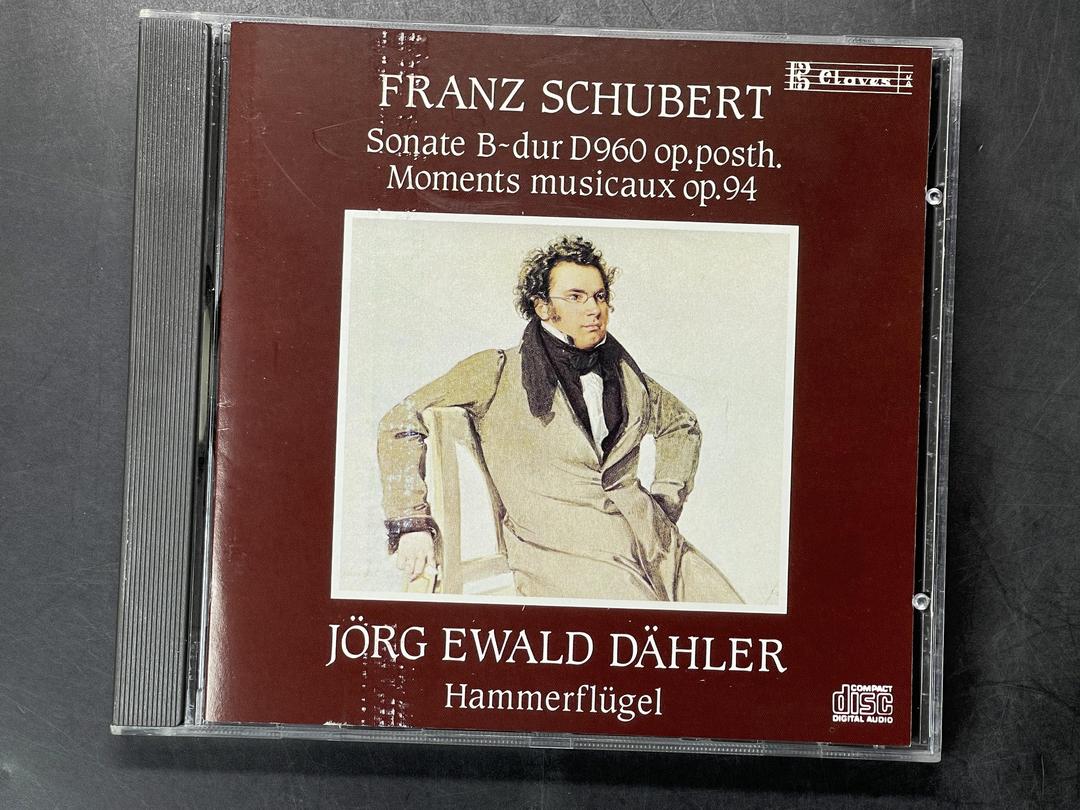 FRANZ SCHUBERT
Claves
Sonate B-dur D960 op.posth.
Moments musicaux op.94
JÖRG EWALD DÄHLER
Hammerflügel
COMPACT
disc
DIGITAL AUDIO